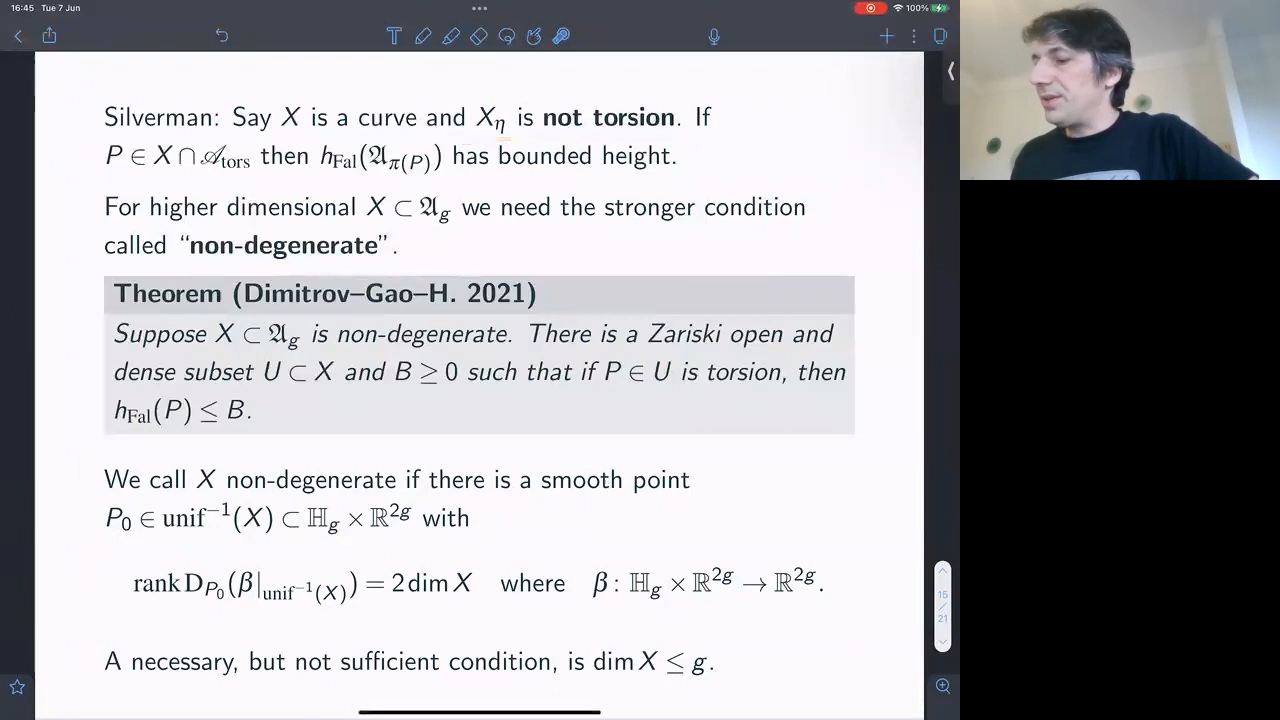 16:45 Tue 7 Jun
100%
Silverman: Say X is a curve and X_η is not torsion. If
P ∈ X ∩ 𝒜_tors then h_Fal(𝔄_π(P)) has bounded height.
For higher dimensional X ⊂ 𝔄_g we need the stronger condition
called “non-degenerate”.
Theorem (Dimitrov–Gao–H. 2021)
Suppose X ⊂ 𝔄_g is non-degenerate. There is a Zariski open and
dense subset U ⊂ X and B ≥ 0 such that if P ∈ U is torsion, then
h_Fal(P) ≤ B.
We call X non-degenerate if there is a smooth point
P₀ ∈ unif⁻¹(X) ⊂ ℍ_g × ℝ^2g with
rank D_P₀(β|_unif⁻¹(X)) = 2 dim X where β : ℍ_g × ℝ^2g → ℝ^2g.
A necessary, but not sufficient condition, is dim X ≤ g.
15
/
21